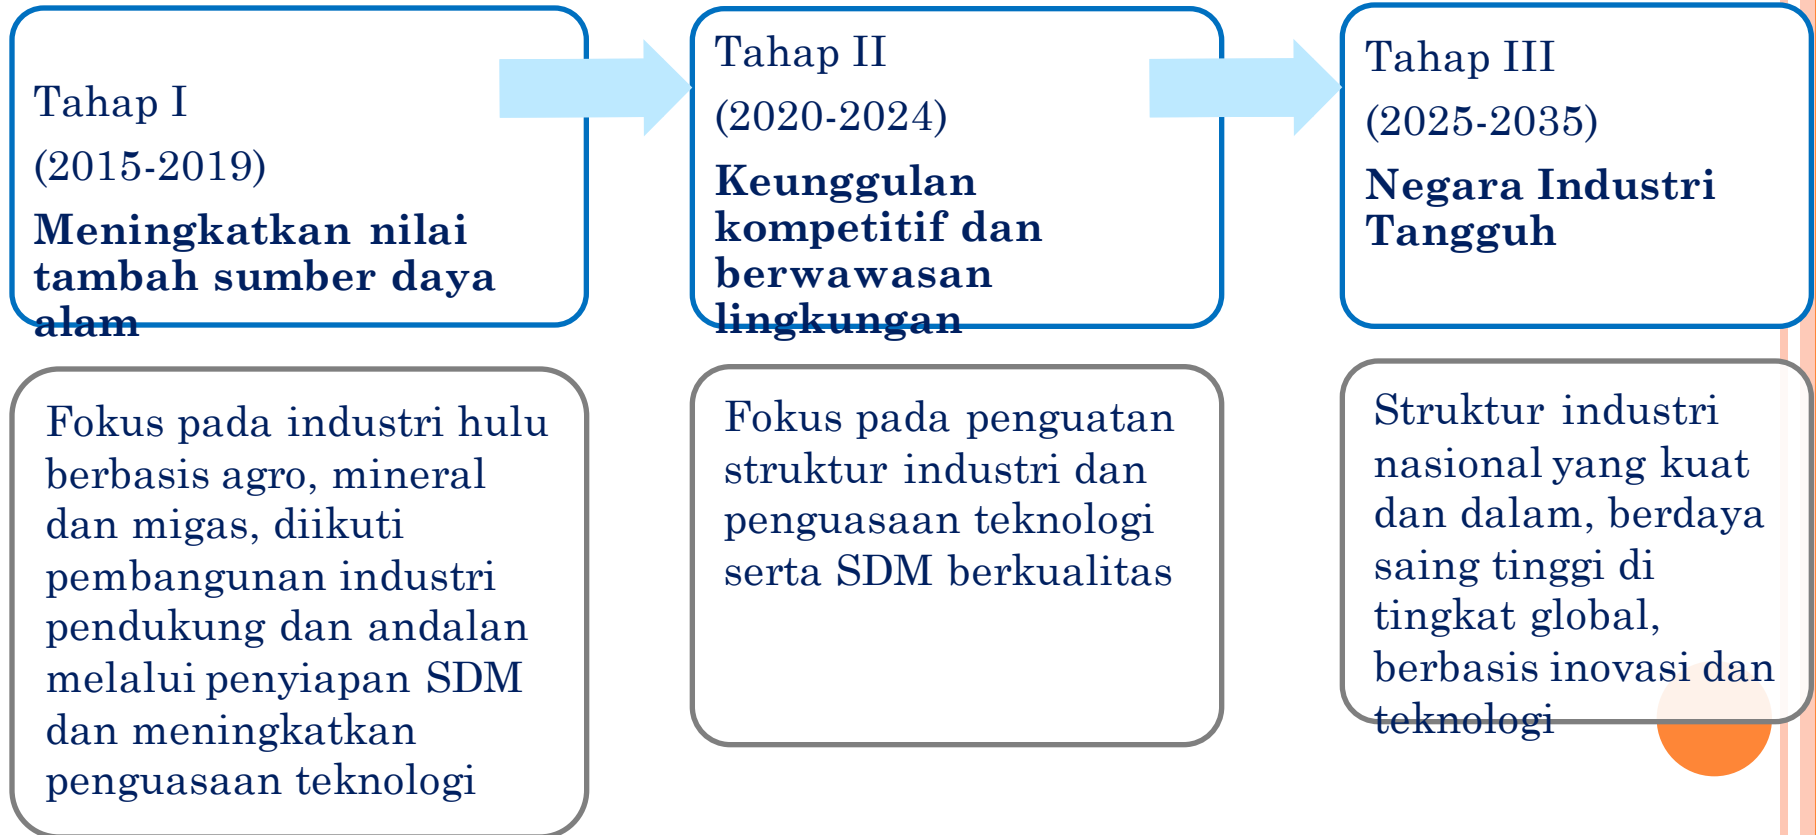 Tahap I
(2015-2019)
Meningkatkan nilai
tambah sumber daya
alam
Fokus pada industri hulu
berbasis agro, mineral
dan migas, diikuti
pembangunan industri
pendukung dan andalan
melalui penyiapan SDM
dan meningkatkan
penguasaan teknologi
Tahap II
(2020-2024)
Keunggulan
kompetitif dan
berwawasan
lingkungan
Fokus pada penguatan
struktur industri dan
penguasaan teknologi
serta SDM berkualitas
Tahap III
(2025-2035)
Negara Industri
Tangguh
Struktur industri
nasional yang kuat
dan dalam, berdaya
saing tinggi di
tingkat global,
berbasis inovasi dan
teknologi